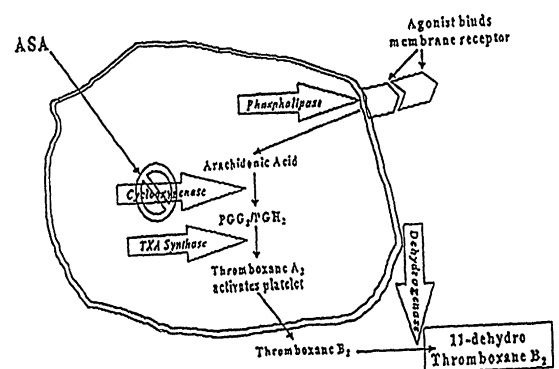 ASA
Agonist binds
membrane receptor
Phospholipase
Arachidonic Acid
Cyclooxygenase
PGG₂/PGH₂
TXA Synthase
Thromboxane A₂
activates platelet
Dehydrogenase
Thromboxane B₂
11-dehydro
Thromboxane B₂